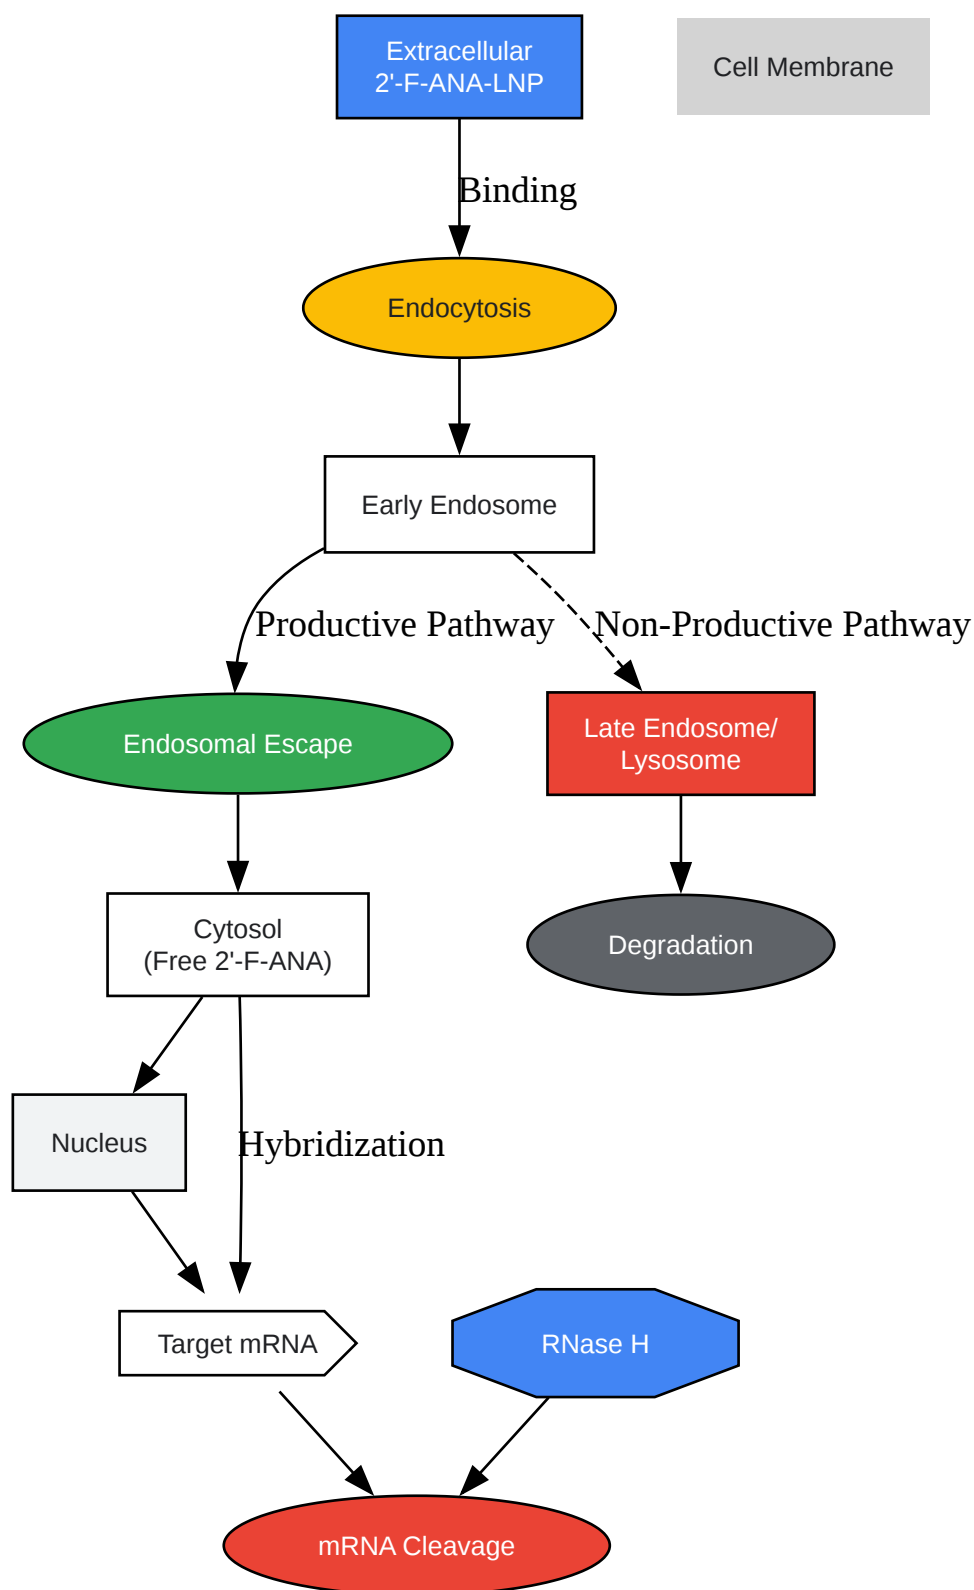 Extracellular
2'-F-ANA-LNP
Cell Membrane
Binding
Endocytosis
Early Endosome
Productive Pathway
Non-Productive Pathway
Endosomal Escape
Late Endosome/
Lysosome
Cytosol
(Free 2'-F-ANA)
Degradation
Nucleus
Hybridization
Target mRNA
RNase H
mRNA Cleavage